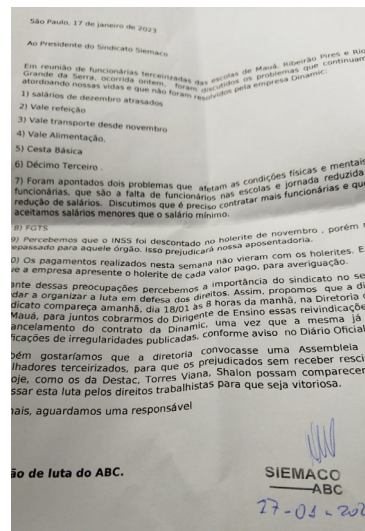 São Paulo, 17 de janeiro de 2023
Ao Presidente do Sindicato Siemaco
Em reunião de funcionárias terceirizadas das escolas de Mauá, Ribeirão Pires e Rio
Grande da Serra, ocorrida ontem, foram discutidos os problemas que continuam
atordoando nossas vidas e que não foram resolvidos pela empresa Dinamic:
1) salários de dezembro atrasados
2) Vale refeição
3) Vale transporte desde novembro
4) Vale Alimentação,
5) Cesta Básica
6) Décimo Terceiro .
7) Foram apontados dois problemas que afetam as condições físicas e mentais
funcionárias, que são a falta de funcionários nas escolas e jornada reduzida
redução de salários. Discutimos que é preciso contratar mais funcionárias e que
aceitamos salários menores que o salário mínimo.
8) FGTS
9) Percebemos que o INSS foi descontado no holerite de novembro , porém
epassado para aquele órgão. Isso prejudicará nossa aposentadoria.
0) Os pagamentos realizados nesta semana não vieram com os holerites. E
e a empresa apresente o holerite de cada valor pago, para averiguação.
ante dessas preocupações percebemos a importância do sindicato no se
dar a organizar a luta em defesa dos direitos. Assim, propomos que a di
dicato compareça amanhã, dia 18/01 às 8 horas da manhã, na Diretoria
Mauá, para juntos cobrarmos do Dirigente de Ensino essas reivindicaçõe
ancelamento do contrato da Dinamic, uma vez que a mesma já
icações de irregularidades publicadas, conforme aviso no Diário Oficial
bém gostaríamos que a diretoria convocasse uma Assembleia
lhadores terceirizados, para que os prejudicados sem receber resci
oje, como os da Destac, Torres Viana, Shalon possam comparecer
ssar esta luta pelos direitos trabalhistas para que seja vitoriosa.
nais, aguardamos uma responsável
ão de luta do ABC.
SIEMACO
ABC
17-01-202